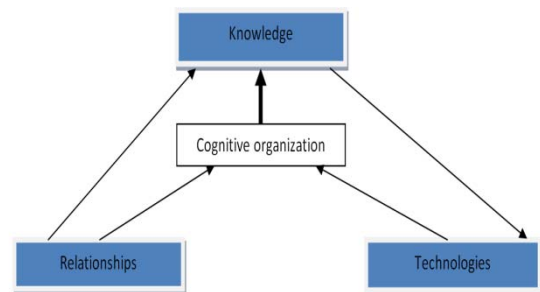 Knowledge
Cognitive organization
Relationships
Technologies